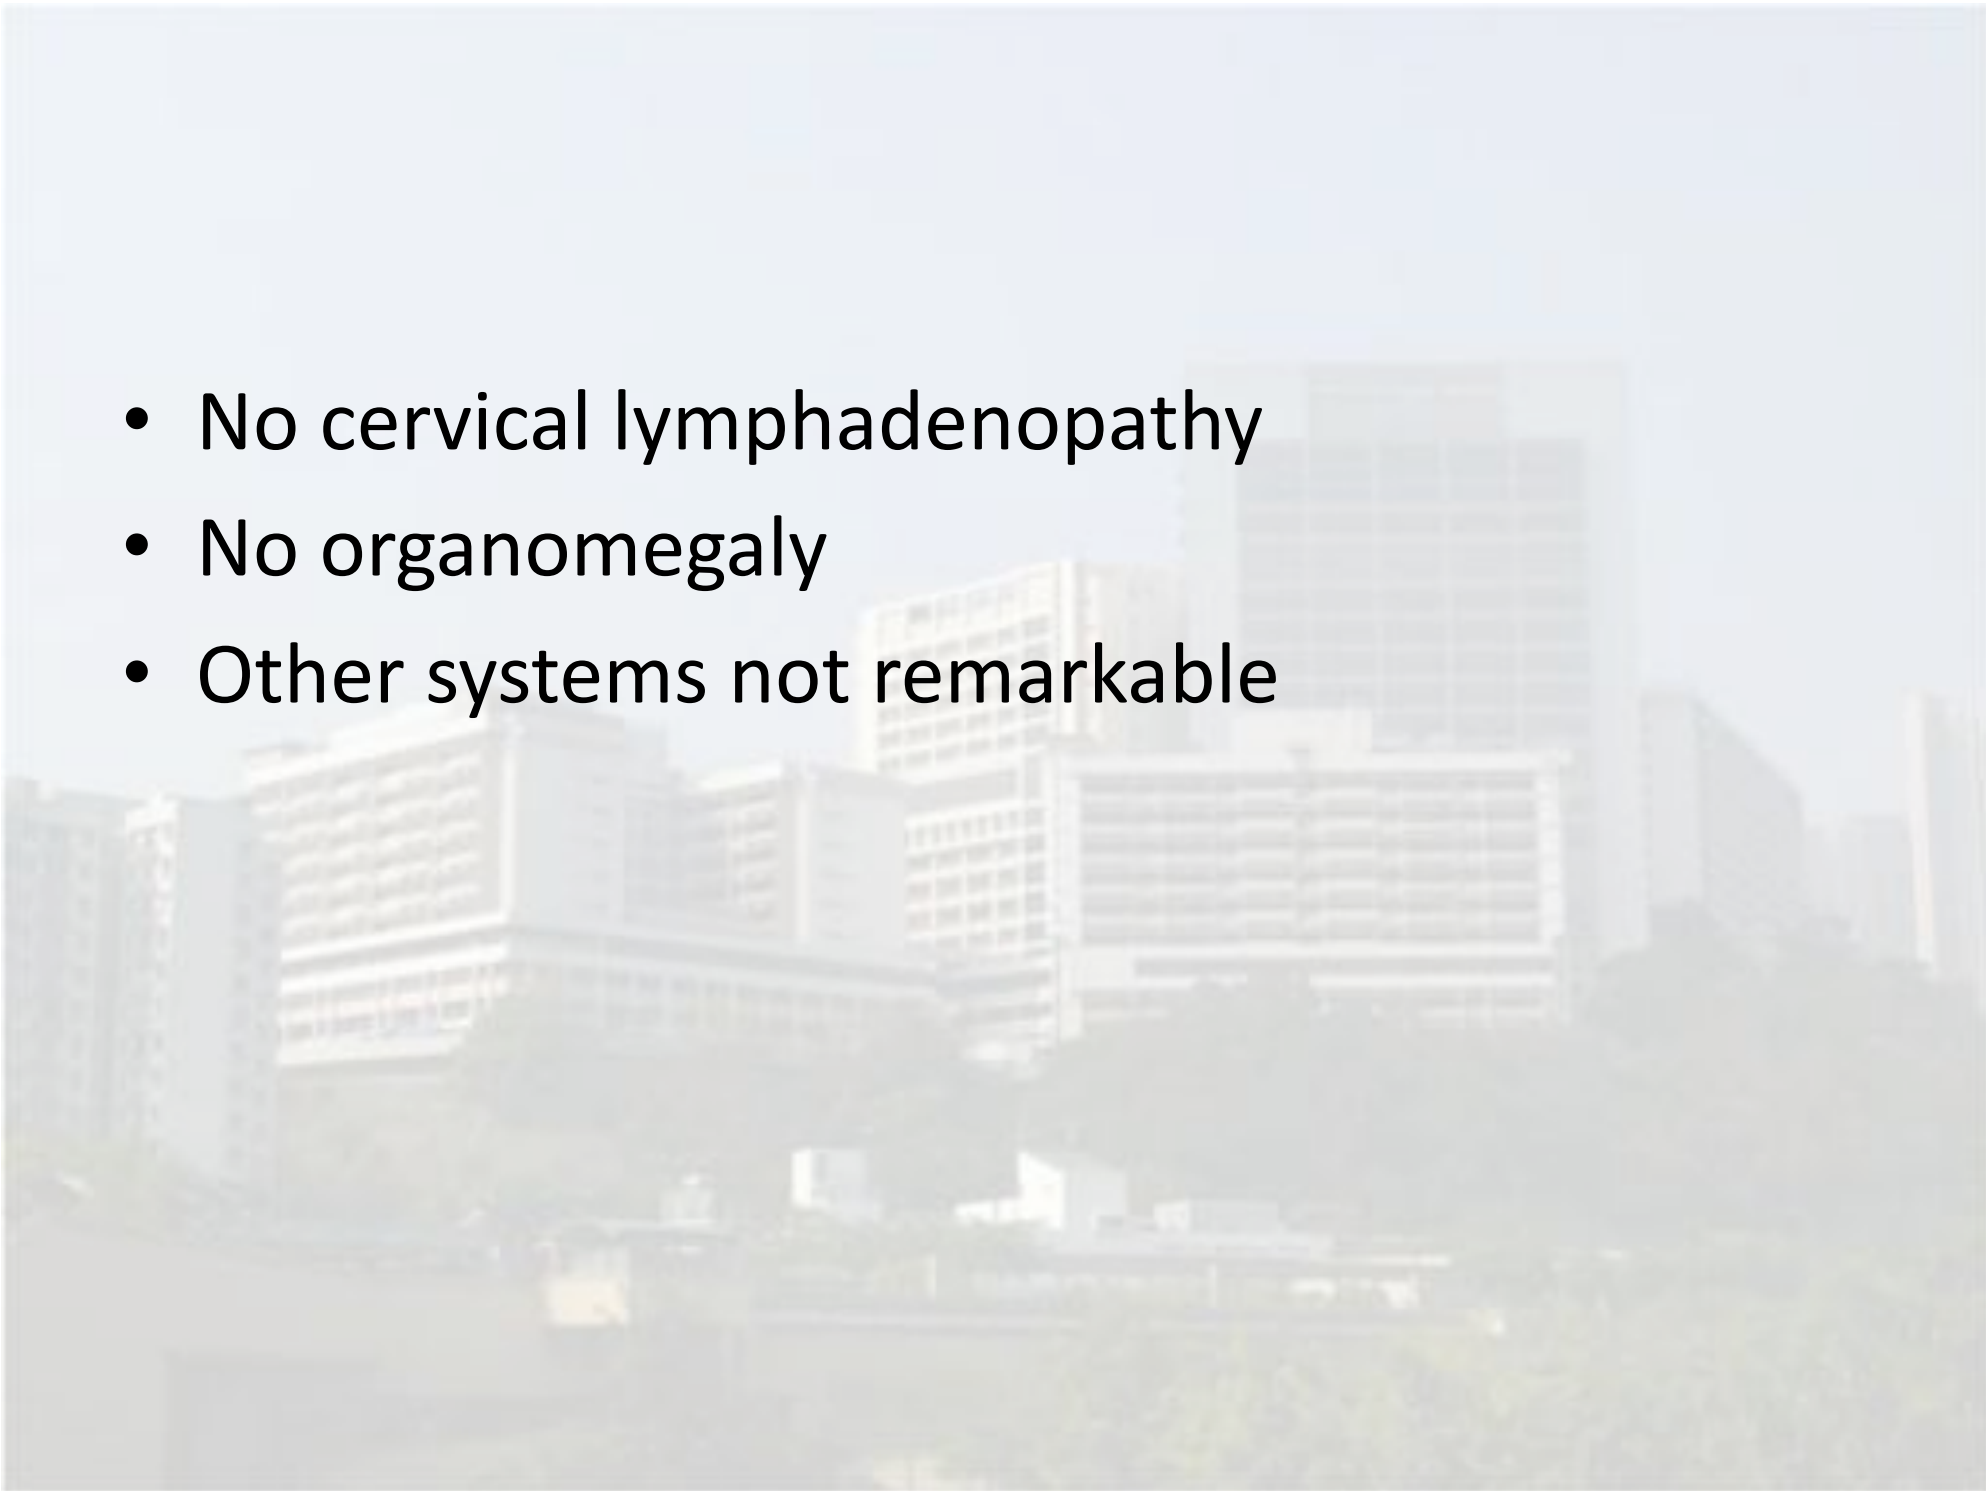 • No cervical lymphadenopathy
• No organomegaly
• Other systems not remarkable